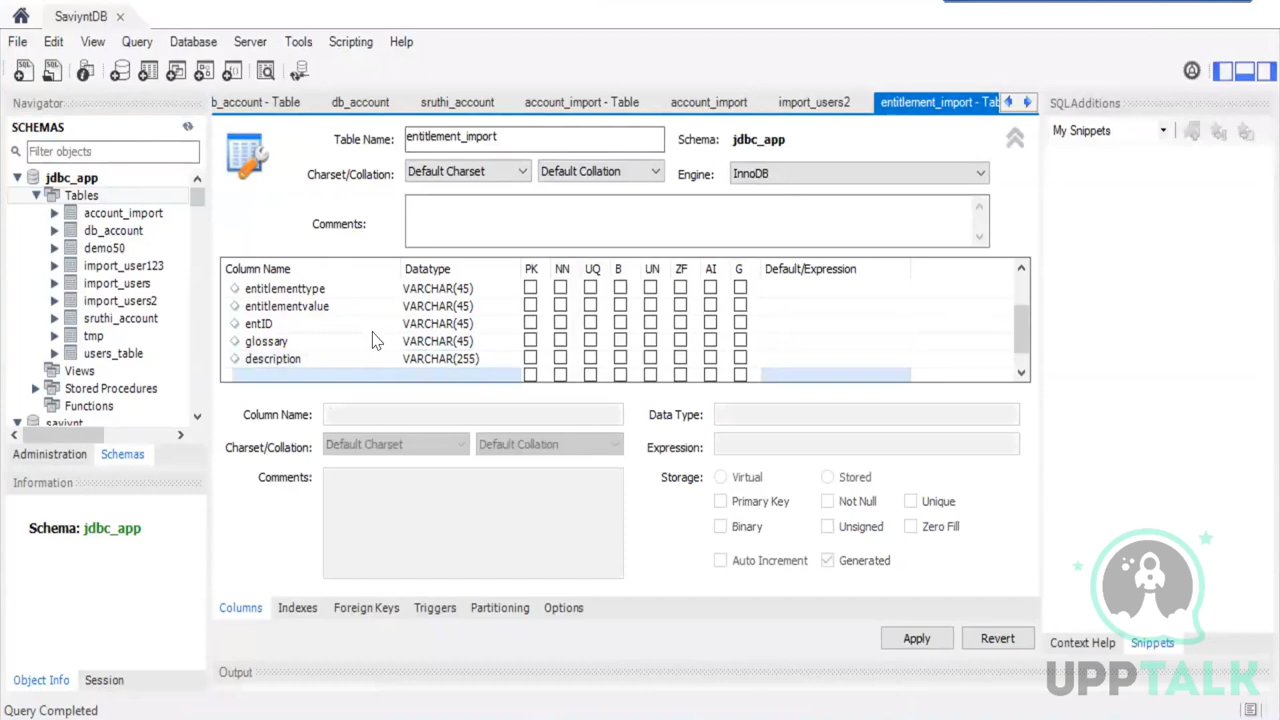 SaviyntDB
File Edit View Query Database Server Tools Scripting Help
Navigator
b_account - Table db_account sruthi_account account_import - Table account_import import_users2 entitlement_import - Tab
SQLAdditions
SCHEMAS
Filter objects
jdbc_app
Tables
account_import
db_account
demo50
import_user123
import_users
import_users2
sruthi_account
tmp
users_table
Views
Stored Procedures
Functions
saviynt
Administration Schemas
Information
Schema: jdbc_app
Object Info Session
Query Completed
Table Name: entitlement_import Schema: jdbc_app
Charset/Collation: Default Charset Default Collation Engine: InnoDB
Comments:
Column Name Datatype PK NN UQ B UN ZF AI G Default/Expression
entitlementtype VARCHAR(45)
entitlementvalue VARCHAR(45)
entID VARCHAR(45)
glossary VARCHAR(45)
description VARCHAR(255)
Column Name: Data Type:
Charset/Collation: Default Charset Default Collation Expression:
Comments: Storage: Virtual Stored
Primary Key Not Null Unique
Binary Unsigned Zero Fill
Auto Increment Generated
Columns Indexes Foreign Keys Triggers Partitioning Options
Apply Revert
Output
My Snippets
Context Help Snippets
UPPTALK